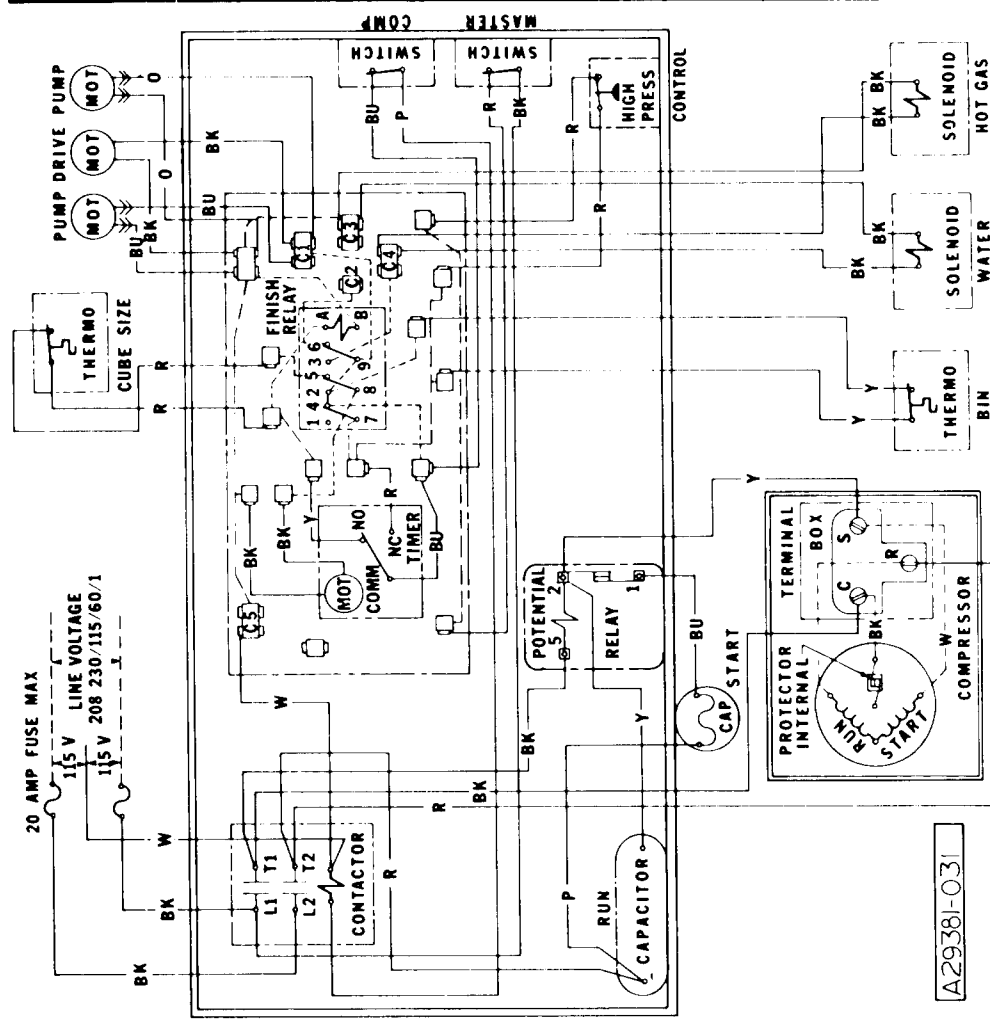 COMP
MASTER
SWITCH
SWITCH
PUMP
DRIVE PUMP
MOT
MOT
MOT
O
O
BK
BU
BU
BK
BU
P
R
BK
R
R
HIGH
PRESS
CONTROL
BK
BK
SOLENOID
HOT GAS
BK
BK
SOLENOID
WATER
THERMO
CUBE SIZE
R
R
FINISH
RELAY
C1
C2
C3
C4
C5
A
B
1 4 2 5 3 6
7
8
9
Y
Y
THERMO
BIN
BK
BK
Y
R
NO
NC
COMM
TIMER
MOT
BU
20 AMP FUSE MAX
LINE VOLTAGE
208 230/115/60/1
115 V
115 V
BK
BK
W
W
L1
T1
L2
T2
CONTACTOR
R
BK
BK
R
POTENTIAL
RELAY
5
2
1
Y
BU
START
CAP
Y
P
RUN
CAPACITOR
TERMINAL
BOX
S
C
R
BK
W
PROTECTOR
INTERNAL
RUN
START
COMPRESSOR
A29381-031